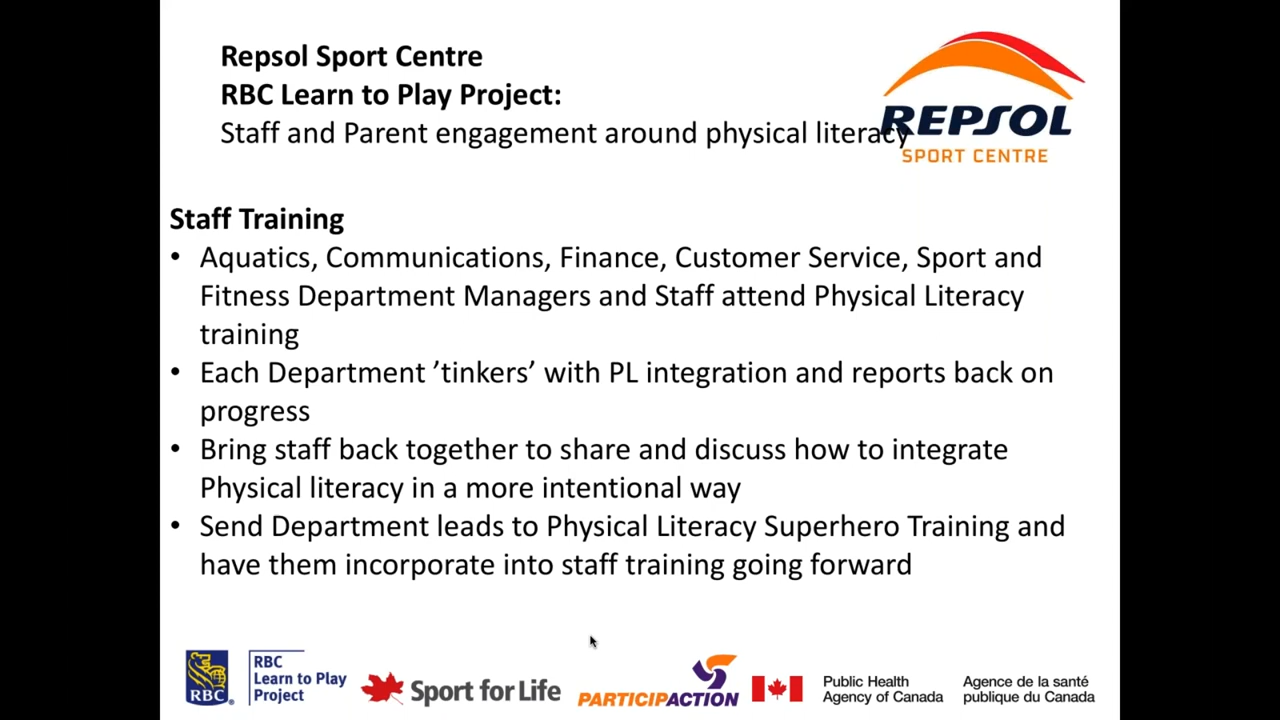 Repsol Sport Centre
RBC Learn to Play Project:
Staff and Parent engagement around physical literacy
REPSOL
SPORT CENTRE
Staff Training
• Aquatics, Communications, Finance, Customer Service, Sport and
Fitness Department Managers and Staff attend Physical Literacy
training
• Each Department ’tinkers’ with PL integration and reports back on
progress
• Bring staff back together to share and discuss how to integrate
Physical literacy in a more intentional way
• Send Department leads to Physical Literacy Superhero Training and
have them incorporate into staff training going forward
RBC
RBC
Learn to Play
Project
Sport for Life
PARTICIPACTION
Public Health
Agency of Canada
Agence de la santé
publique du Canada